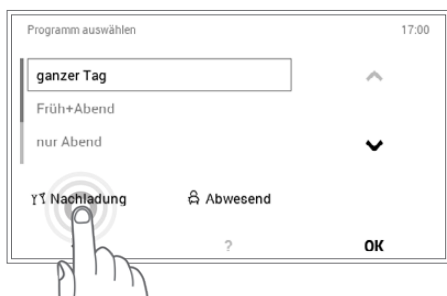 Programm auswählen 17:00
ganzer Tag
Früh+Abend
nur Abend
Nachladung Abwesend
? OK